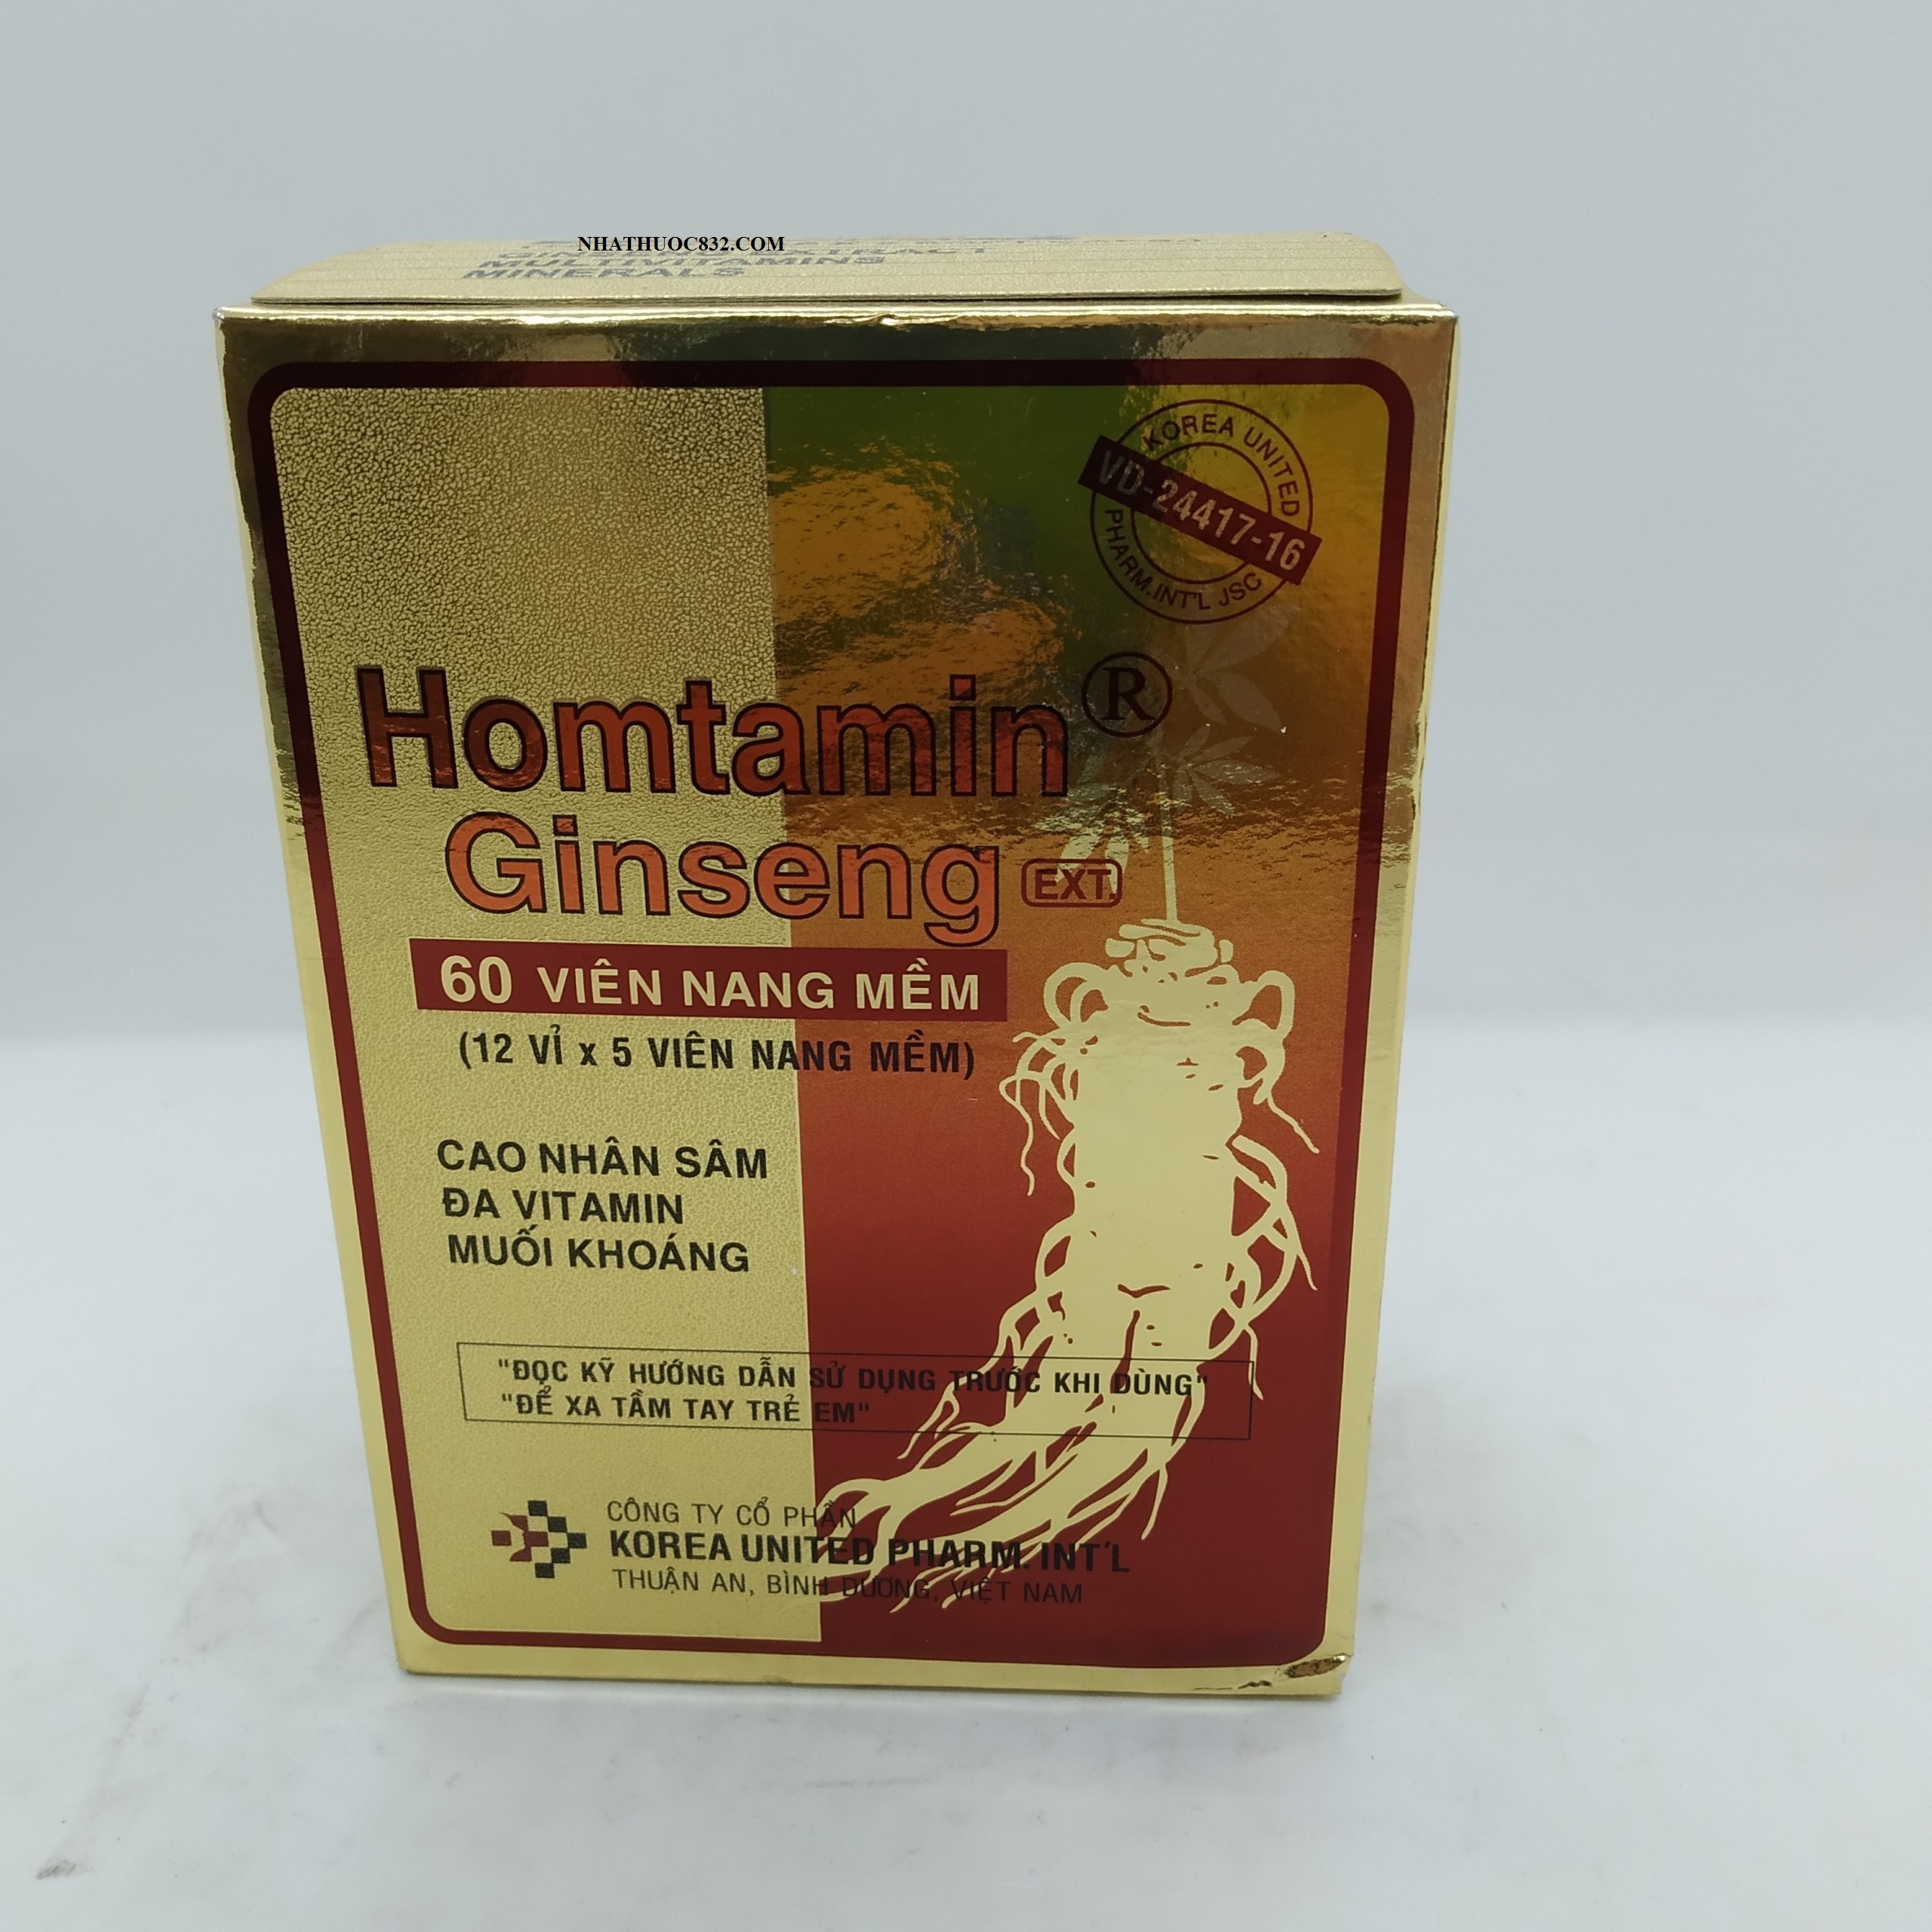 NHATHUOC832.COM
GINSENG EXTRACT
MULTIVITAMINS
MINERALS
KOREA UNITED
VD-24417-16
PHARM.INT'L JSC
Homtamin®
Ginseng EXT.
60 VIÊN NANG MỀM
(12 VỈ x 5 VIÊN NANG MỀM)
CAO NHÂN SÂM
ĐA VITAMIN
MUỐI KHOÁNG
"ĐỌC KỸ HƯỚNG DẪN SỬ DỤNG TRƯỚC KHI DÙNG"
"ĐỂ XA TẦM TAY TRẺ EM"
CÔNG TY CỔ PHẦN
KOREA UNITED PHARM. INT'L
THUẬN AN, BÌNH DƯƠNG, VIỆT NAM